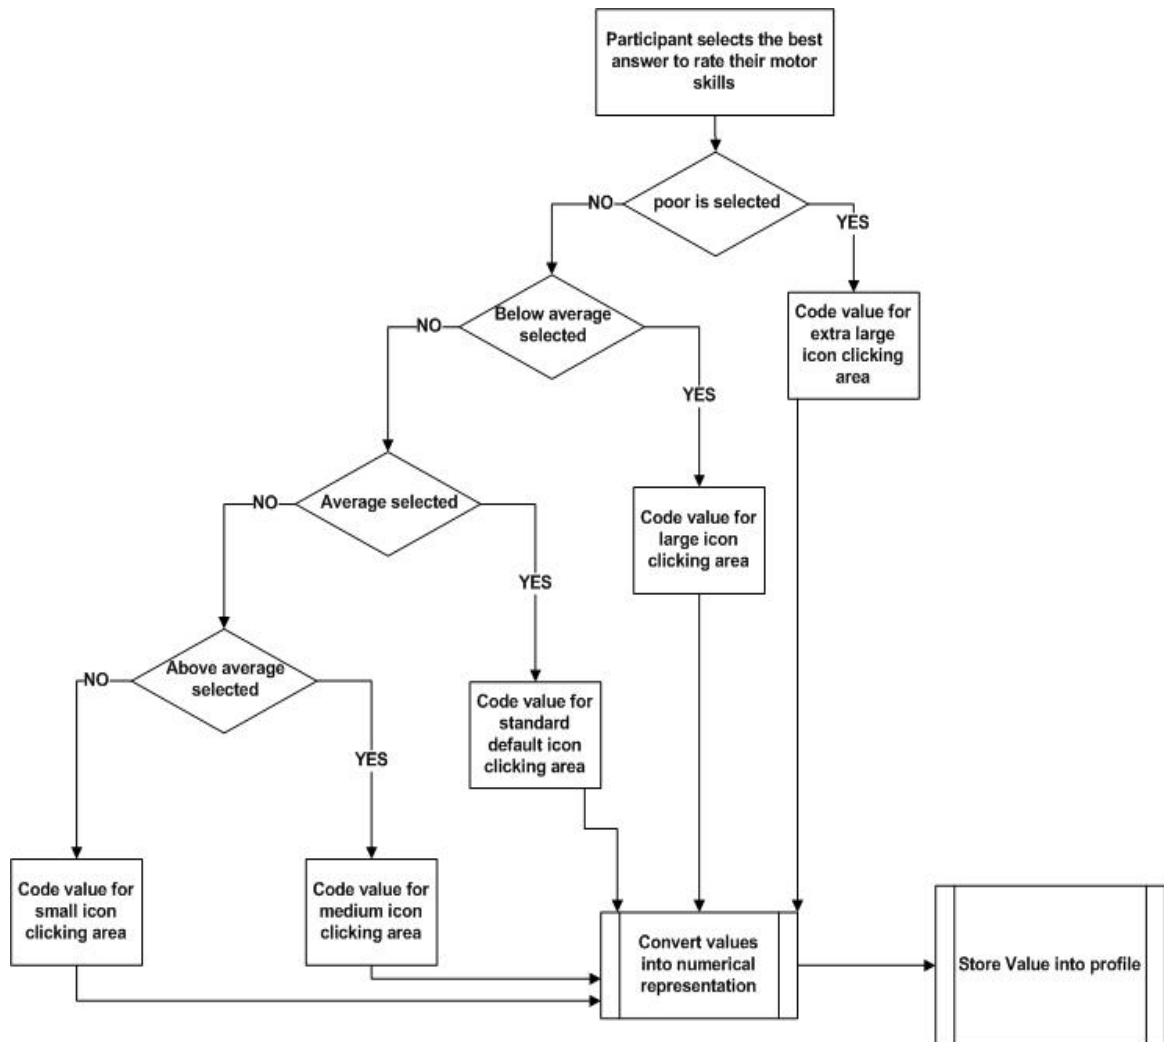 Participant selects the best
answer to rate their motor
skills
poor is selected
NO
YES
Below average
selected
NO
YES
Code value for
extra large
icon clicking
area
Average selected
NO
YES
Code value for
large icon
clicking area
Above average
selected
NO
YES
Code value for
standard
default icon
clicking area
Code value for
small icon
clicking area
Code value for
medium icon
clicking area
Convert values
into numerical
representation
Store Value into profile